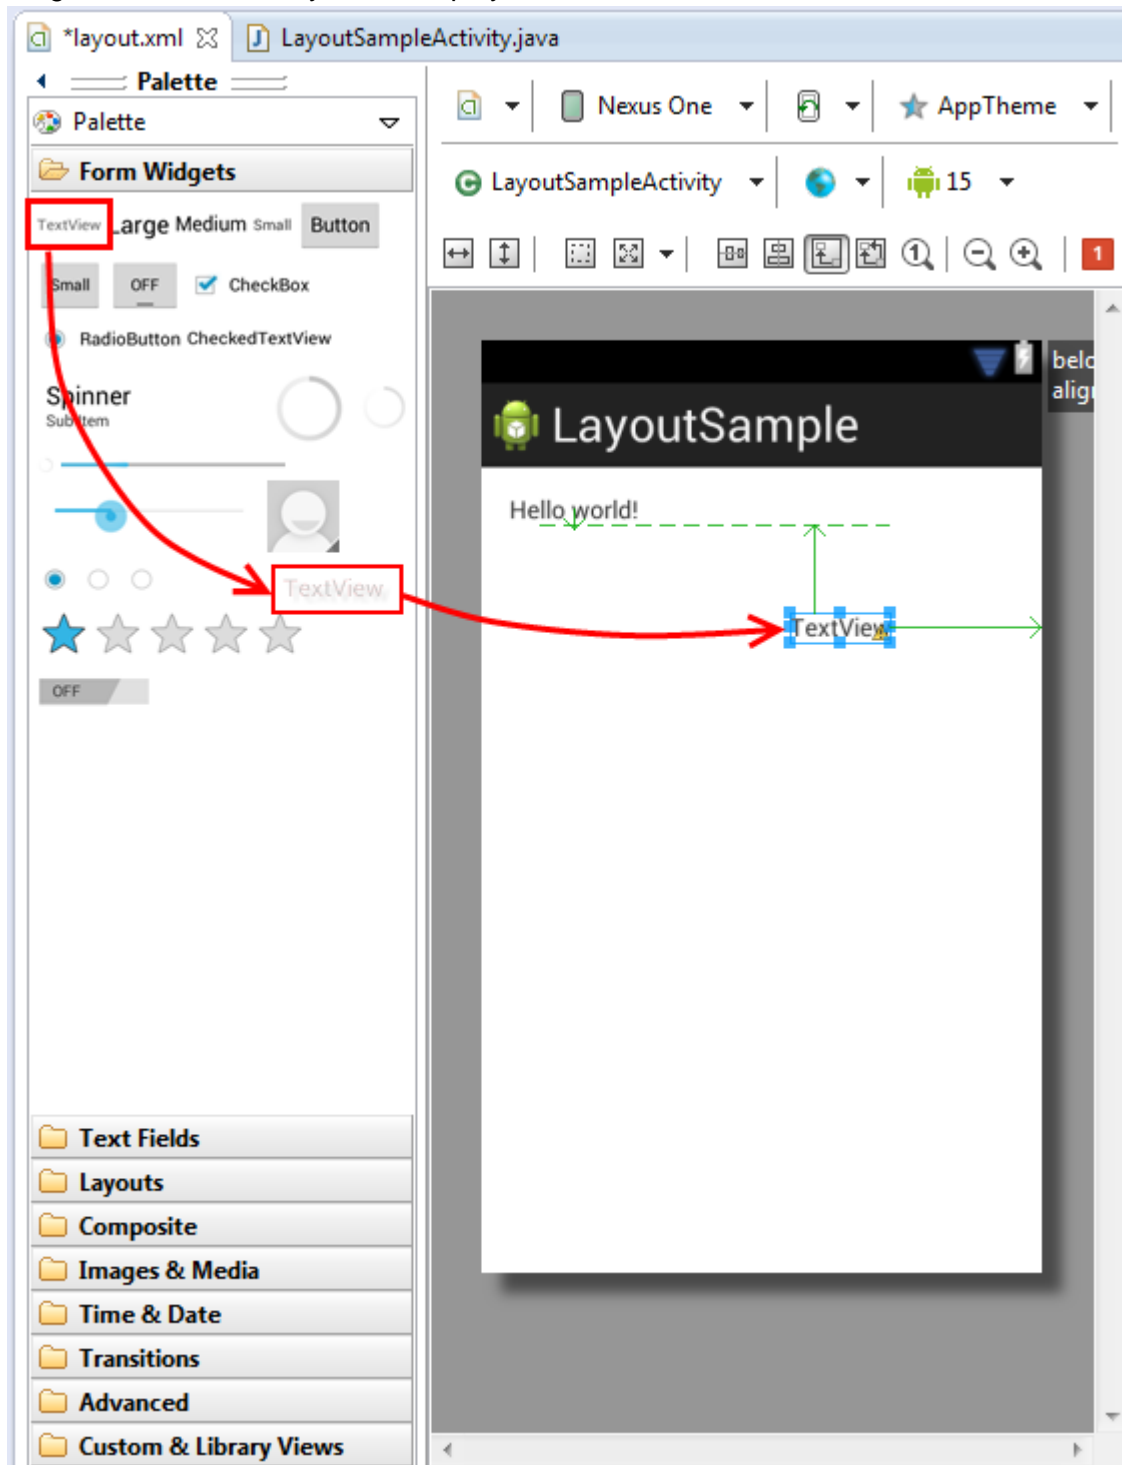 *layout.xml
LayoutSampleActivity.java
Palette
Palette
Form Widgets
TextView Large Medium Small Button
Small OFF CheckBox
RadioButton CheckedTextView
Spinner
Sub Item
TextView
OFF
Text Fields
Layouts
Composite
Images & Media
Time & Date
Transitions
Advanced
Custom & Library Views
Nexus One AppTheme
LayoutSampleActivity 15
1 1
LayoutSample
Hello world!
TextView